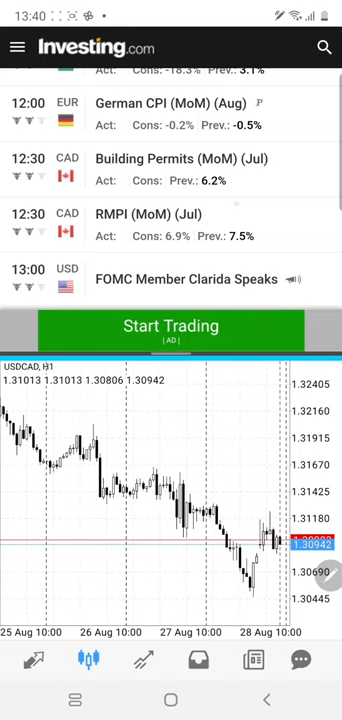 13:40
Investing.com
Act: Cons: -18.3% Prev.: 3.1%
12:00 EUR German CPI (MoM) (Aug) P
Act: Cons: -0.2% Prev.: -0.5%
12:30 CAD Building Permits (MoM) (Jul)
Act: Cons: Prev.: 6.2%
12:30 CAD RMPI (MoM) (Jul)
Act: Cons: 6.9% Prev.: 7.5%
13:00 USD FOMC Member Clarida Speaks
Start Trading
[AD]
USDCAD, H1
1.31013 1.31013 1.30806 1.30942
1.32405
1.32160
1.31915
1.31670
1.31425
1.31180
1.30942
1.30690
1.30445
25 Aug 10:00 26 Aug 10:00 27 Aug 10:00 28 Aug 10:00